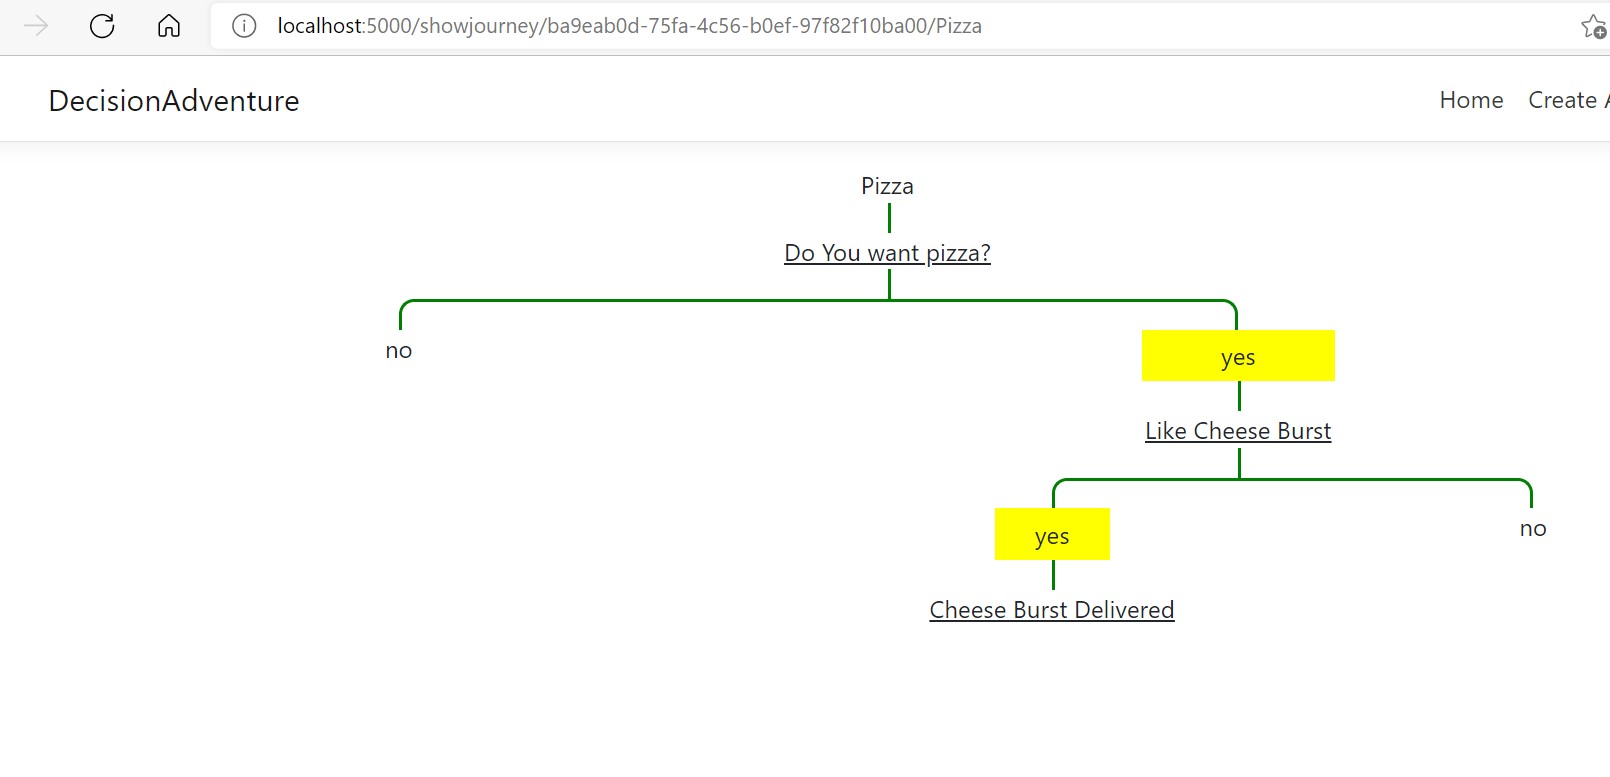 localhost:5000/showjourney/ba9eab0d-75fa-4c56-b0ef-97f82f10ba00/Pizza
DecisionAdventure
Home
Create
Pizza
Do You want pizza?
no
yes
Like Cheese Burst
yes
no
Cheese Burst Delivered